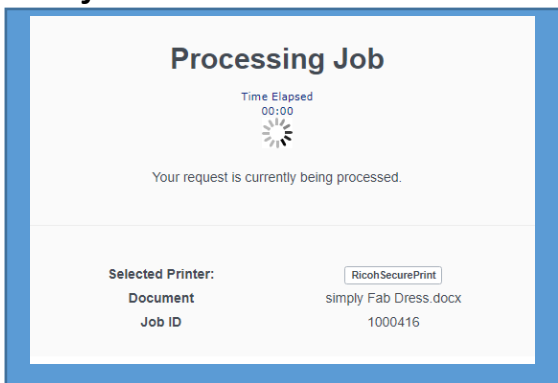 Processing Job
Time Elapsed
00:00
Your request is currently being processed.
Selected Printer: RicohSecurePrint
Document simply Fab Dress.docx
Job ID 1000416